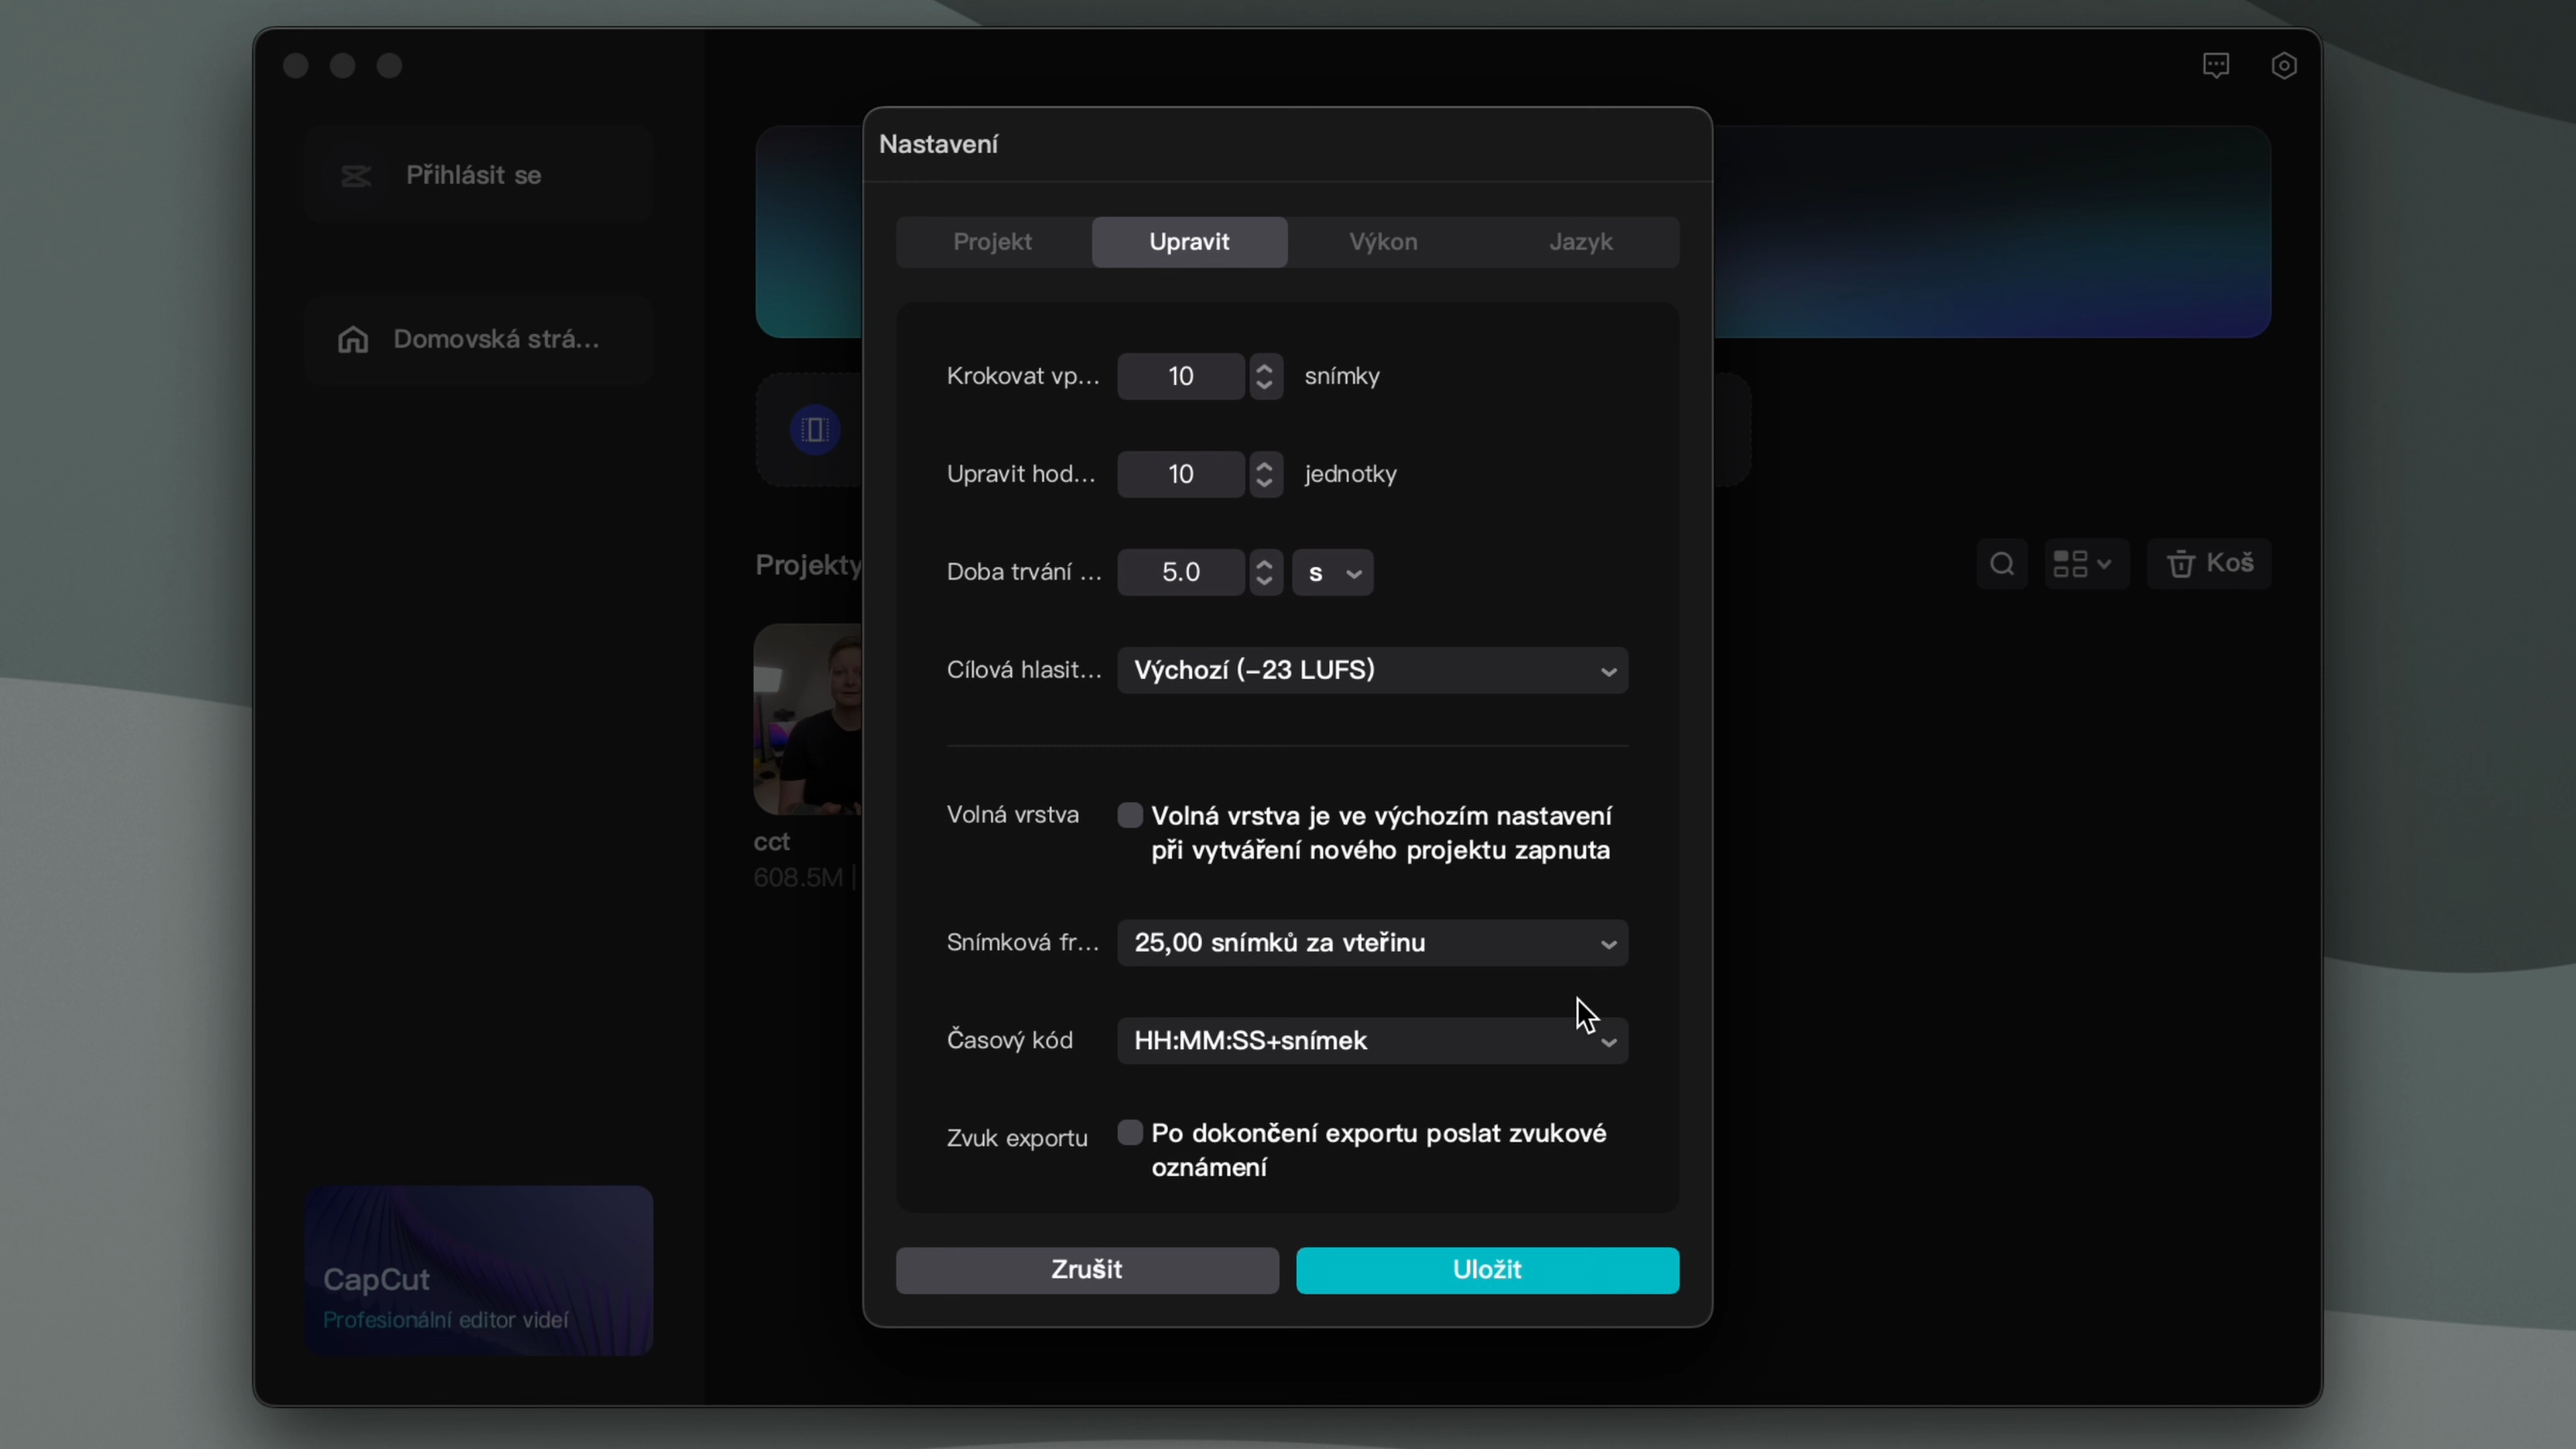 Nastavení
Přihlásit se
Projekt
Upravit
Výkon
Jazyk
Domovská strá...
Krokovat vp...
10
snímky
Upravit hod...
10
jednotky
Projekty
Koš
Doba trvání ...
5.0
s
Cílová hlasit...
Výchozí (−23 LUFS)
Volná vrstva
Volná vrstva je ve výchozím nastavení
při vytváření nového projektu zapnuta
cct
608.5M |
Snímková fr...
25,00 snímků za vteřinu
Časový kód
HH:MM:SS+snímek
Zvuk exportu
Po dokončení exportu poslat zvukové
oznámení
Zrušit
Uložit
CapCut
Profesionální editor videí